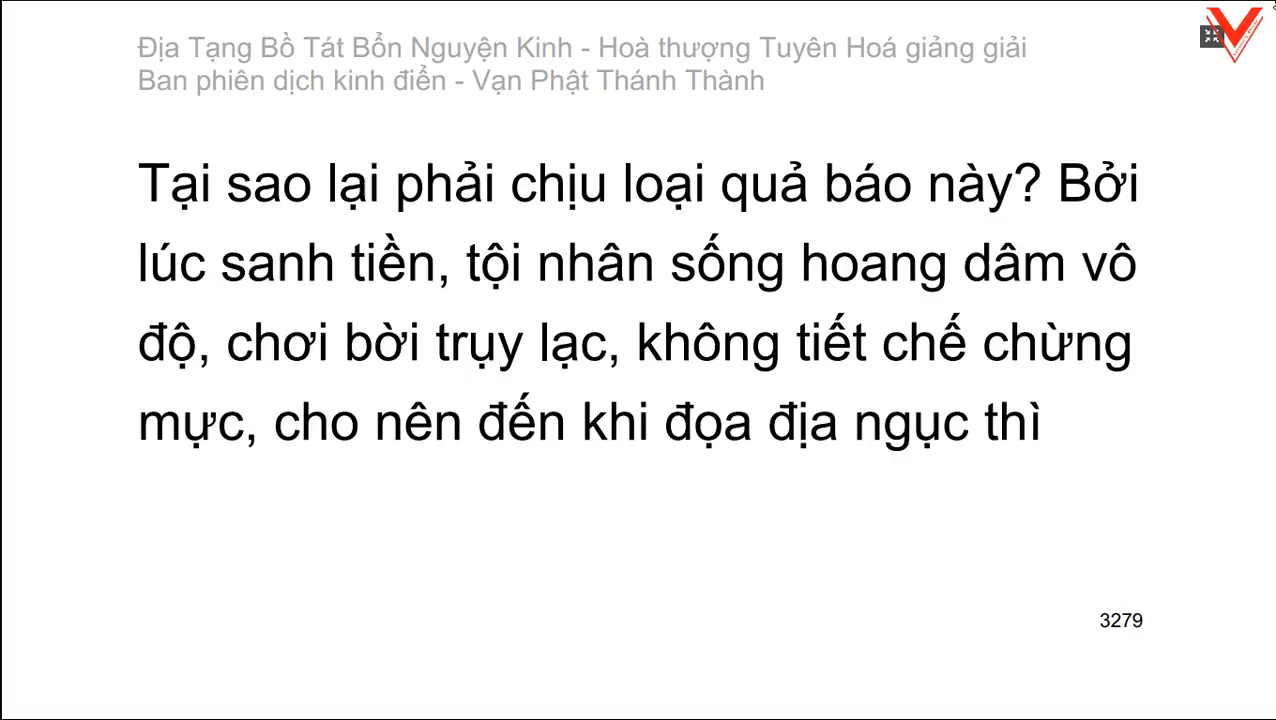 Địa Tạng Bồ Tát Bổn Nguyện Kinh - Hoà thượng Tuyên Hoá giảng giải
Ban phiên dịch kinh điển - Vạn Phật Thánh Thành
Tại sao lại phải chịu loại quả báo này? Bởi
lúc sanh tiền, tội nhân sống hoang dâm vô
độ, chơi bời trụy lạc, không tiết chế chừng
mực, cho nên đến khi đọa địa ngục thì
3279